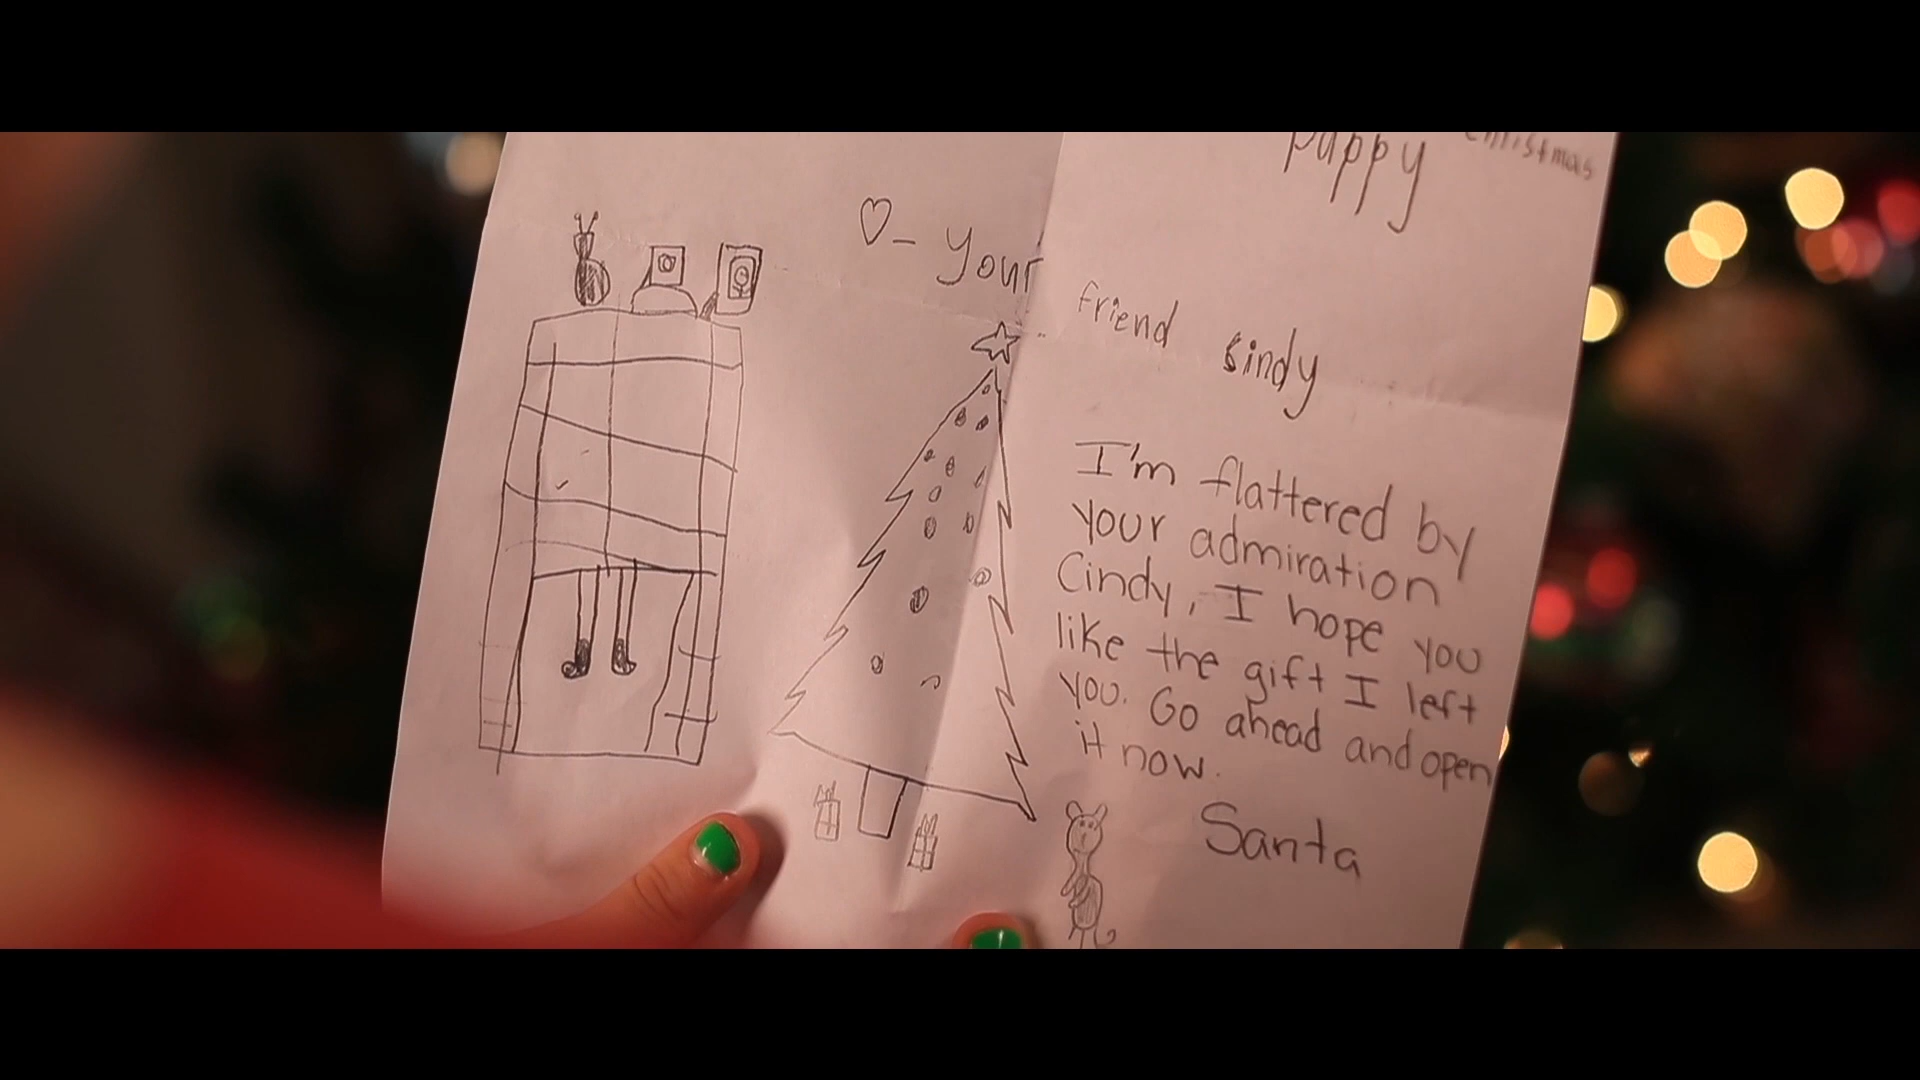 Christmas
puppy
♡- your
friend Sindy
I'm flattered by
your admiration
Cindy, I hope you
like the gift I left
you. Go ahead and open
it now.
Santa